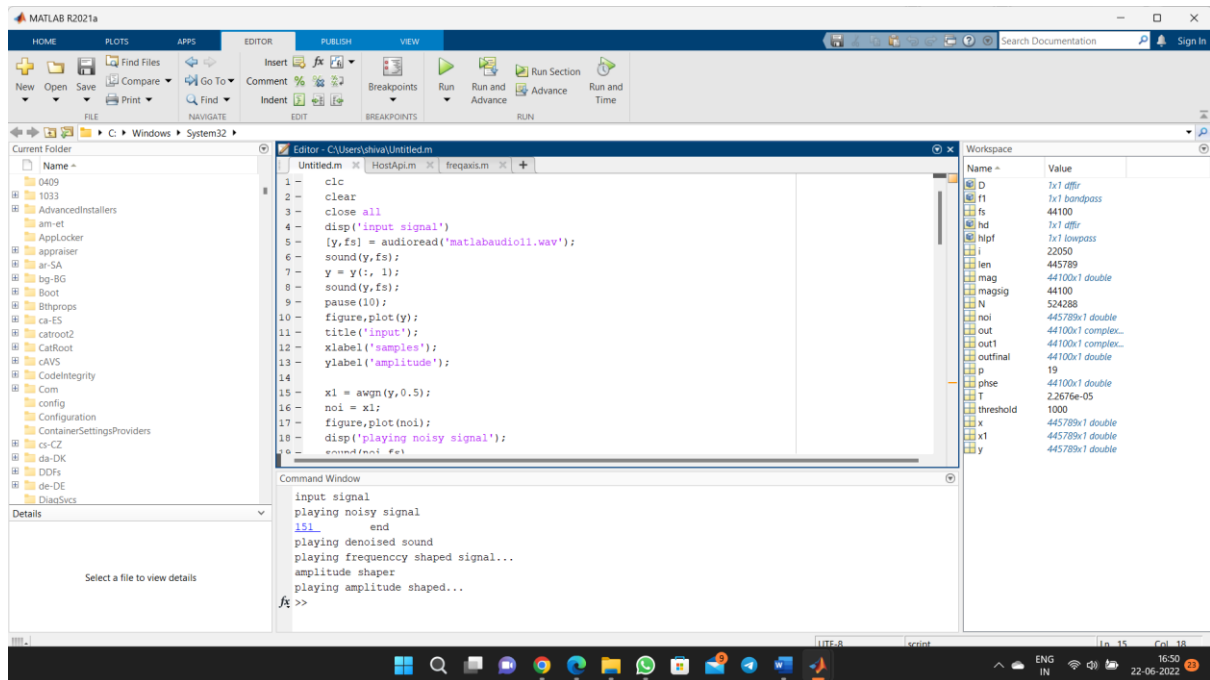 MATLAB R2021a
HOME PLOTS APPS EDITOR PUBLISH VIEW
Search Documentation
Sign In
New Open Save
Find Files
Compare
Print
FILE
Go To
Find
NAVIGATE
Insert
Comment
Indent
EDIT
Breakpoints
BREAKPOINTS
Run
Run and Advance
Run Section
Advance
Run and Time
RUN
C: Windows System32
Current Folder
Name
0409
1033
AdvancedInstallers
am-et
AppLocker
appraiser
ar-SA
bg-BG
Boot
Bthprops
ca-ES
catroot2
CatRoot
cAVS
CodeIntegrity
Com
config
Configuration
ContainerSettingsProviders
cs-CZ
da-DK
DDFs
de-DE
DiagSvcs
Details
Select a file to view details
Editor - C:\Users\shiva\Untitled.m
Untitled.m HostApi.m freqaxis.m
1 - clc
2 - clear
3 - close all
4 - disp('input signal')
5 - [y,fs] = audioread('matlabaudio11.wav');
6 - sound(y,fs);
7 - y = y(:, 1);
8 - sound(y,fs);
9 - pause(10);
10 - figure,plot(y);
11 - title('input');
12 - xlabel('samples');
13 - ylabel('amplitude');
14
15 - x1 = awgn(y,0.5);
16 - noi = x1;
17 - figure,plot(noi);
18 - disp('playing noisy signal');
19 - sound(noi,fs)
Command Window
input signal
playing noisy signal
151 end
playing denoised sound
playing frequenccy shaped signal...
amplitude shaper
playing amplitude shaped...
fx >>
Workspace
Name Value
D 1x1 dffir
f1 1x1 bandpass
fs 44100
hd 1x1 dffir
hlpf 1x1 lowpass
i 22050
len 445789
mag 44100x1 double
magsig 44100
N 524288
noi 445789x1 double
out 44100x1 complex...
out1 44100x1 complex...
outfinal 44100x1 double
p 19
phse 44100x1 double
T 2.2676e-05
threshold 1000
x 445789x1 double
x1 445789x1 double
y 445789x1 double
UTF-8 script Ln 15 Col 18
ENG
IN
16:50
22-06-2022
23